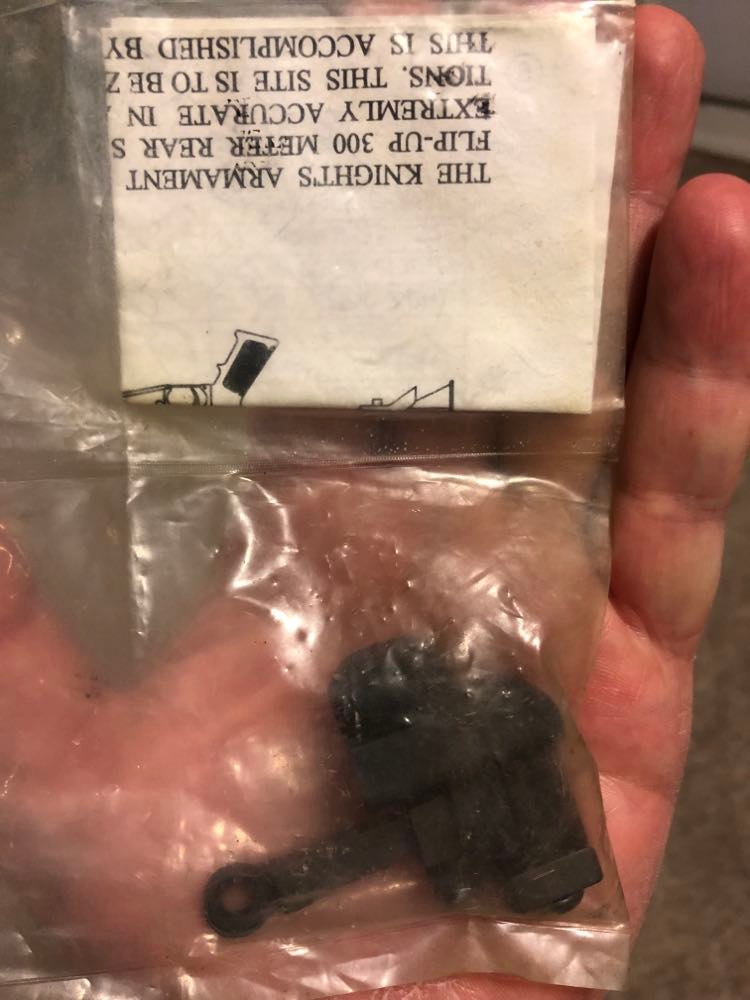 THE KNIGHT'S ARMAMENT
FLIP-UP 300 METER REAR S
EXTREMLY ACCURATE IN
TIONS. THIS SITE IS TO BE Z
THIS IS ACCOMPLISHED BY